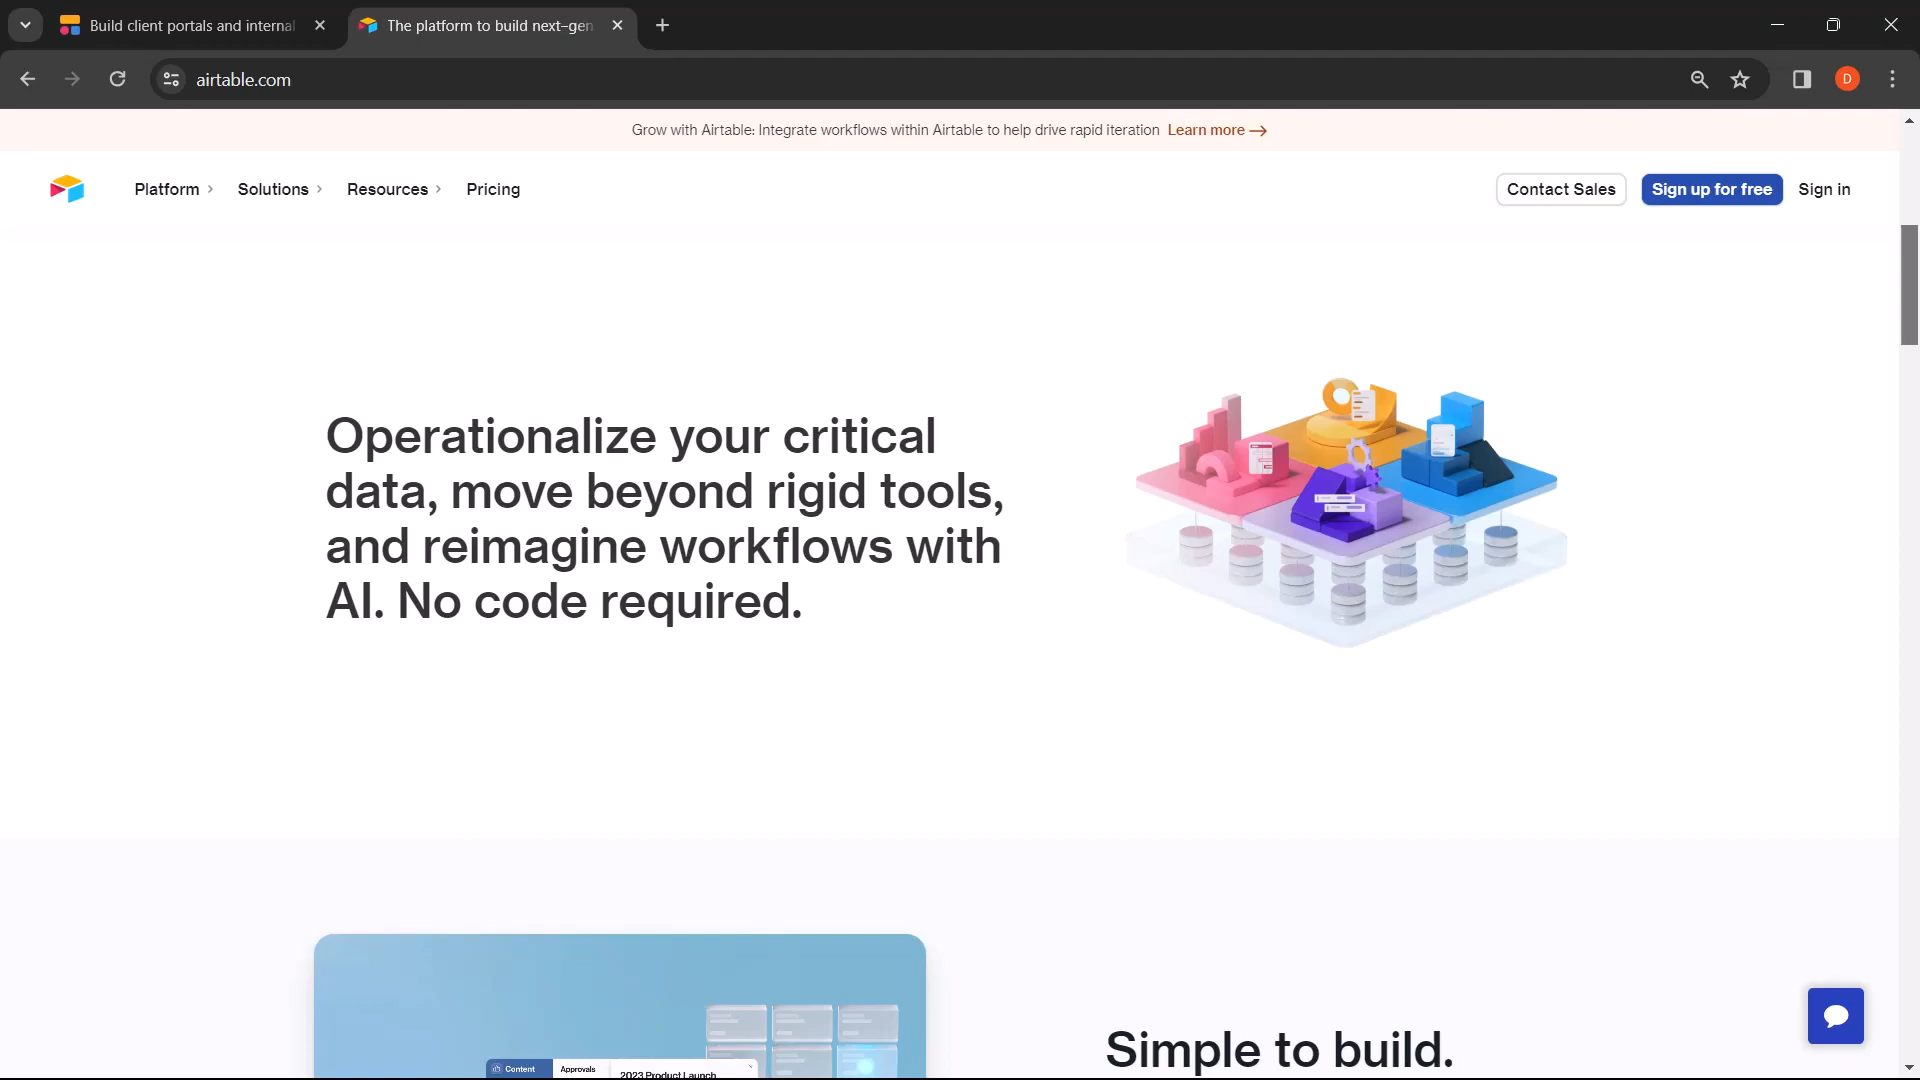 Build client portals and internal
The platform to build next-gen
airtable.com
D
Grow with Airtable: Integrate workflows within Airtable to help drive rapid iteration Learn more →
Platform
Solutions
Resources
Pricing
Contact Sales
Sign up for free
Sign in
Operationalize your critical
data, move beyond rigid tools,
and reimagine workflows with
AI. No code required.
Simple to build.
Content
Approvals
2023 Product Launch